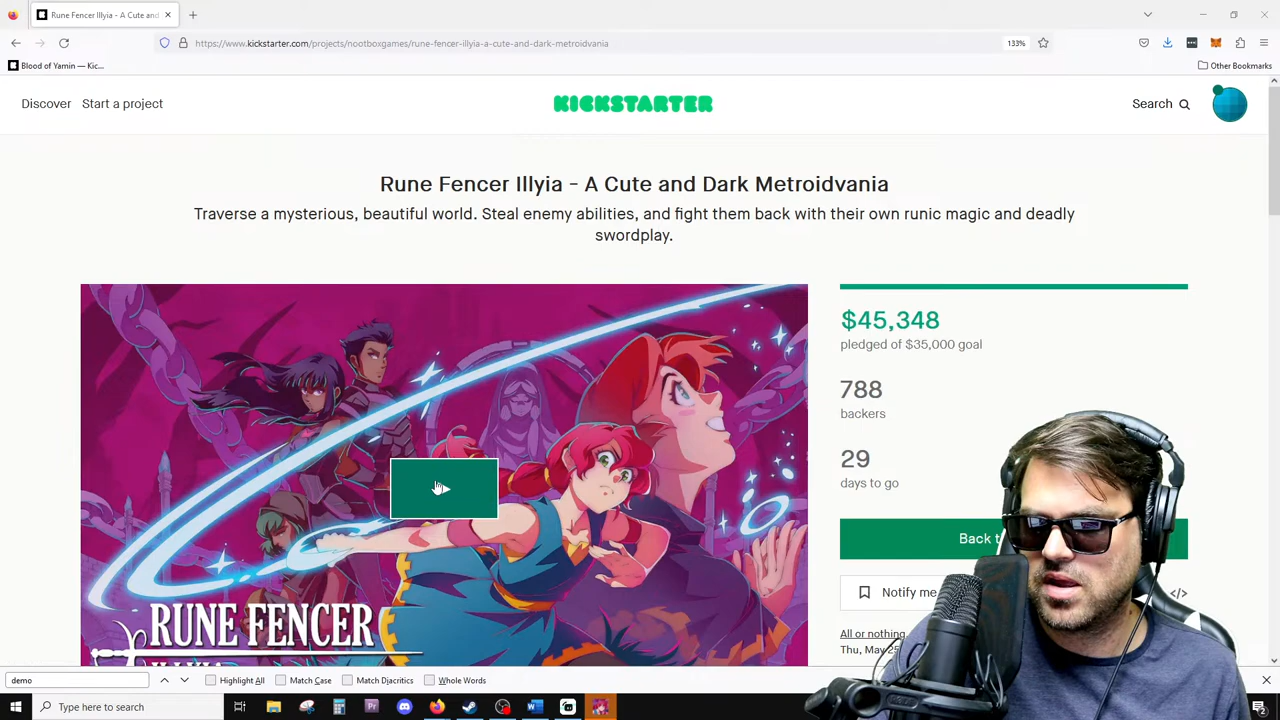 Rune Fencer Illyia - A Cute and
https://www.kickstarter.com/projects/nootboxgames/rune-fencer-illyia-a-cute-and-dark-metroidvania
133%
Blood of Yamin — Kic...
Other Bookmarks
Discover
Start a project
KICKSTARTER
Search
Rune Fencer Illyia - A Cute and Dark Metroidvania
Traverse a mysterious, beautiful world. Steal enemy abilities, and fight them back with their own runic magic and deadly
swordplay.
$45,348
pledged of $35,000 goal
788
backers
29
days to go
Back t
Notify me
</>
All or nothing.
Thu, May 25
RUNE FENCER
ILLYIA
demo
Highlight All
Match Case
Match Diacritics
Whole Words
Type here to search
Pr
W
2